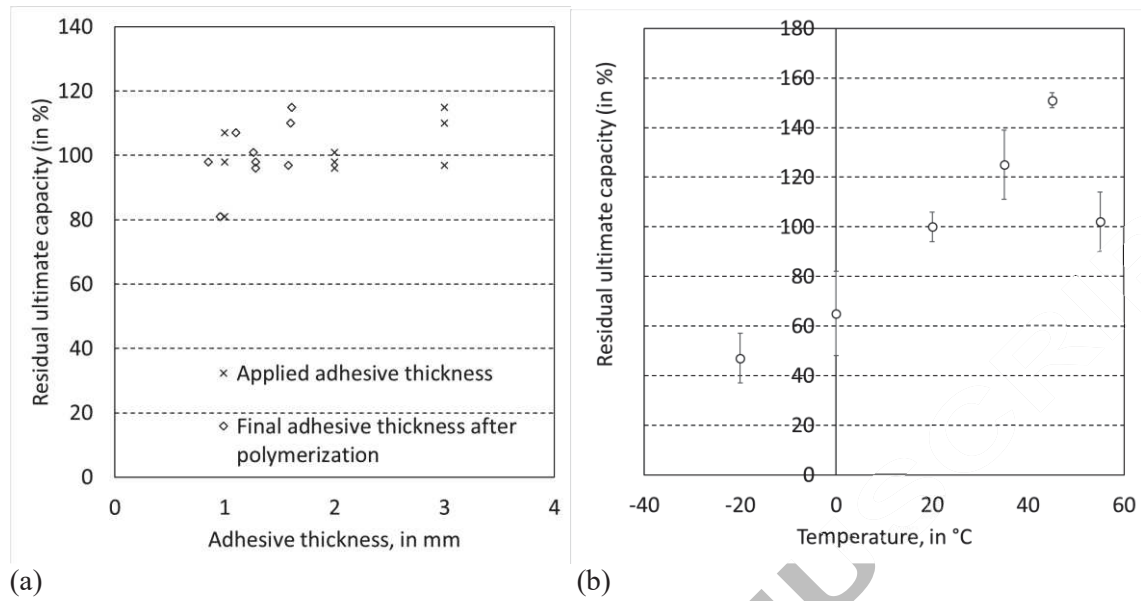 140
120
100
80
60
40
20
0
0 1 2 3 4
Residual ultimate capacity (in %)
Adhesive thickness, in mm
× Applied adhesive thickness
◇ Final adhesive thickness after
polymerization
(a)
180
160
140
120
100
80
60
40
20
0
-40 -20 0 20 40 60
Residual ultimate capacity (in %)
Temperature, in °C
(b)